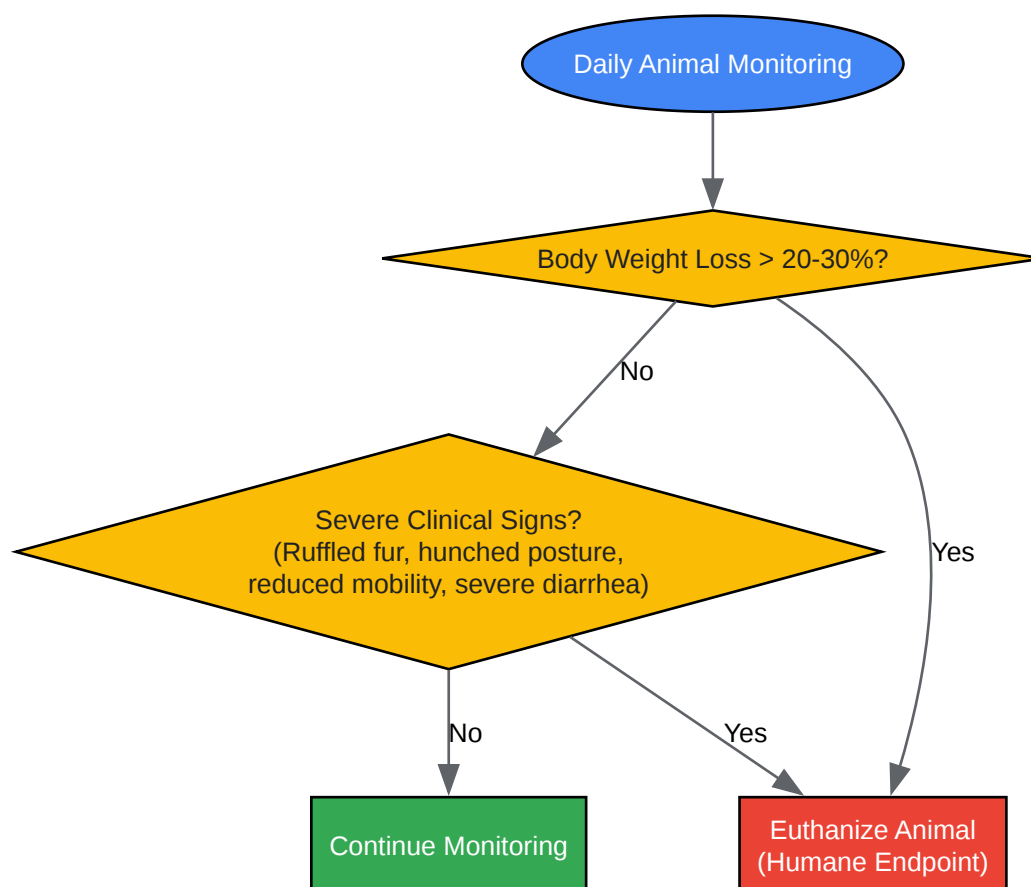 Daily Animal Monitoring
Body Weight Loss > 20-30%?
No
Severe Clinical Signs?
(Ruffled fur, hunched posture,
reduced mobility, severe diarrhea)
Yes
No
Yes
Continue Monitoring
Euthanize Animal
(Humane Endpoint)